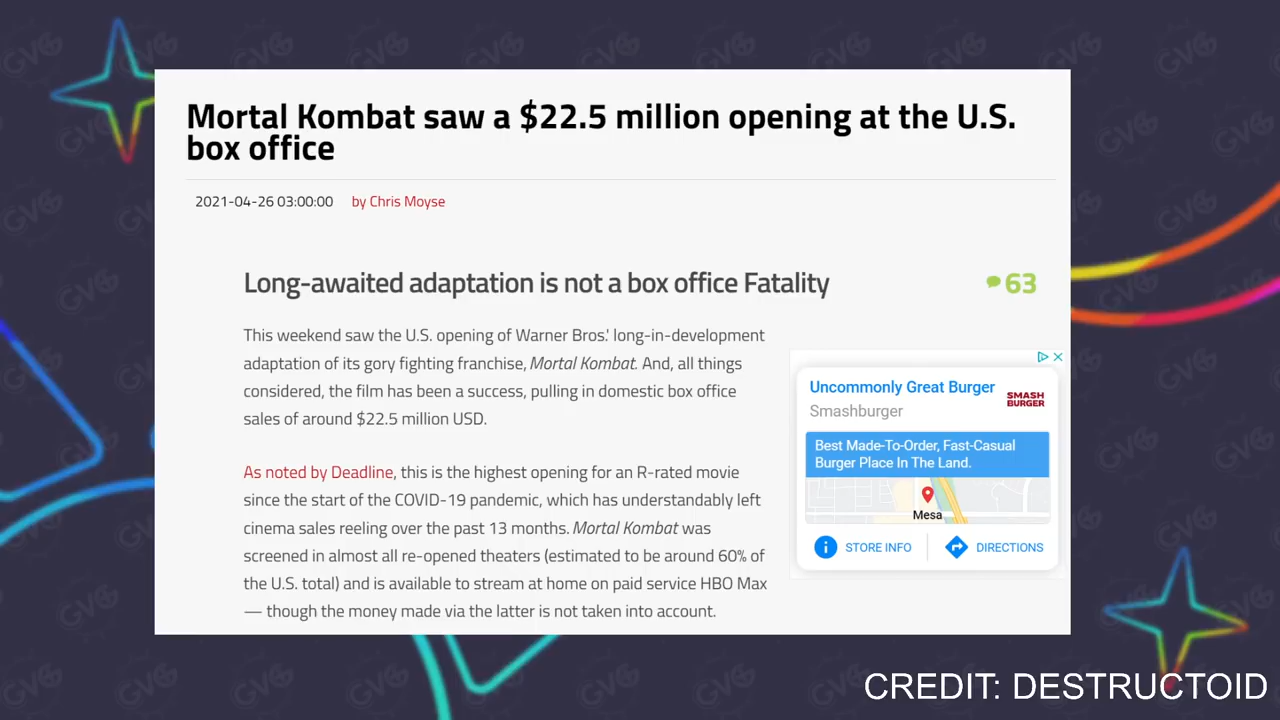 Mortal Kombat saw a $22.5 million opening at the U.S.
box office
2021-04-26 03:00:00 by Chris Moyse
Long-awaited adaptation is not a box office Fatality
63
This weekend saw the U.S. opening of Warner Bros.' long-in-development
adaptation of its gory fighting franchise, Mortal Kombat. And, all things
considered, the film has been a success, pulling in domestic box office
sales of around $22.5 million USD.
As noted by Deadline, this is the highest opening for an R-rated movie
since the start of the COVID-19 pandemic, which has understandably left
cinema sales reeling over the past 13 months. Mortal Kombat was
screened in almost all re-opened theaters (estimated to be around 60% of
the U.S. total) and is available to stream at home on paid service HBO Max
— though the money made via the latter is not taken into account.
Uncommonly Great Burger
Smashburger
SMASH
BURGER
Best Made-To-Order, Fast-Casual
Burger Place In The Land.
Mesa
STORE INFO
DIRECTIONS
CREDIT: DESTRUCTOID